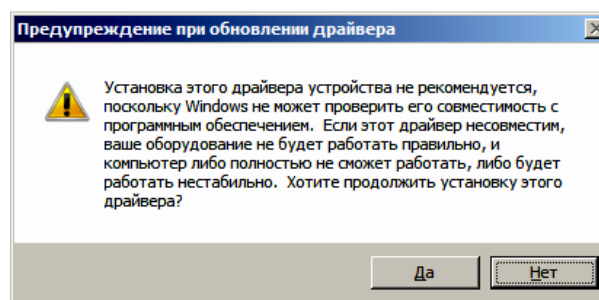 Предупреждение при обновлении драйвера
Установка этого драйвера устройства не рекомендуется,
поскольку Windows не может проверить его совместимость с
программным обеспечением. Если этот драйвер несовместим,
ваше оборудование не будет работать правильно, и
компьютер либо полностью не сможет работать, либо будет
работать нестабильно. Хотите продолжить установку этого
драйвера?
Да
Нет